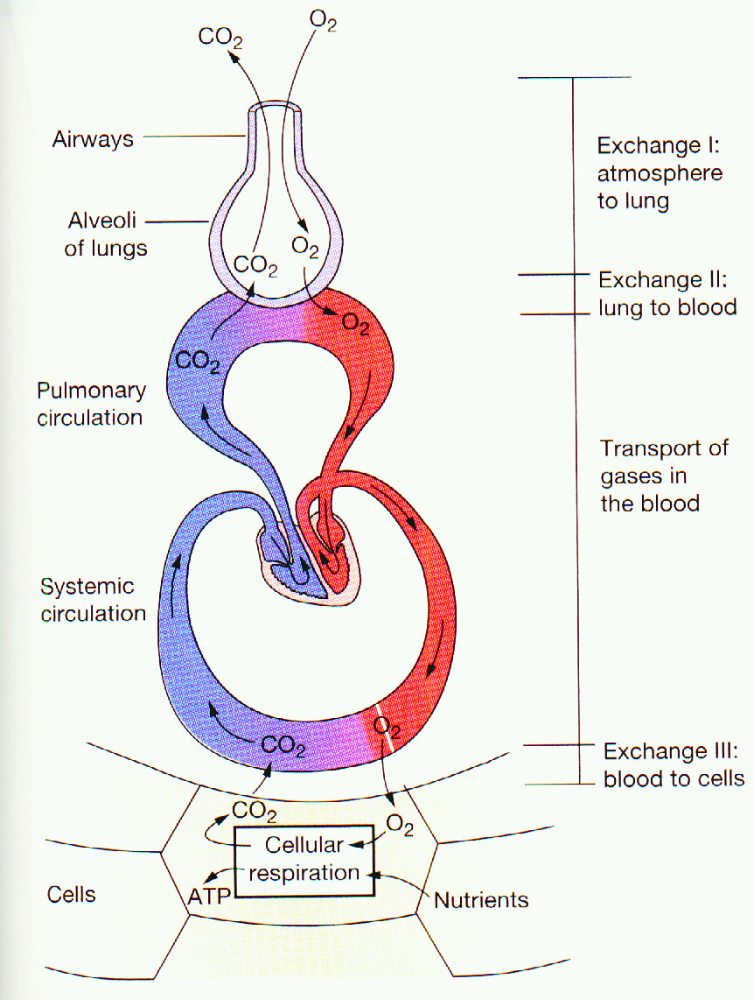 O2
CO2
Airways
Exchange I:
atmosphere
to lung
Alveoli
of lungs
O2
CO2
Exchange II:
lung to blood
O2
CO2
Pulmonary
circulation
Transport of
gases in
the blood
Systemic
circulation
O2
CO2
Exchange III:
blood to cells
CO2
O2
Cellular
respiration
ATP
Nutrients
Cells